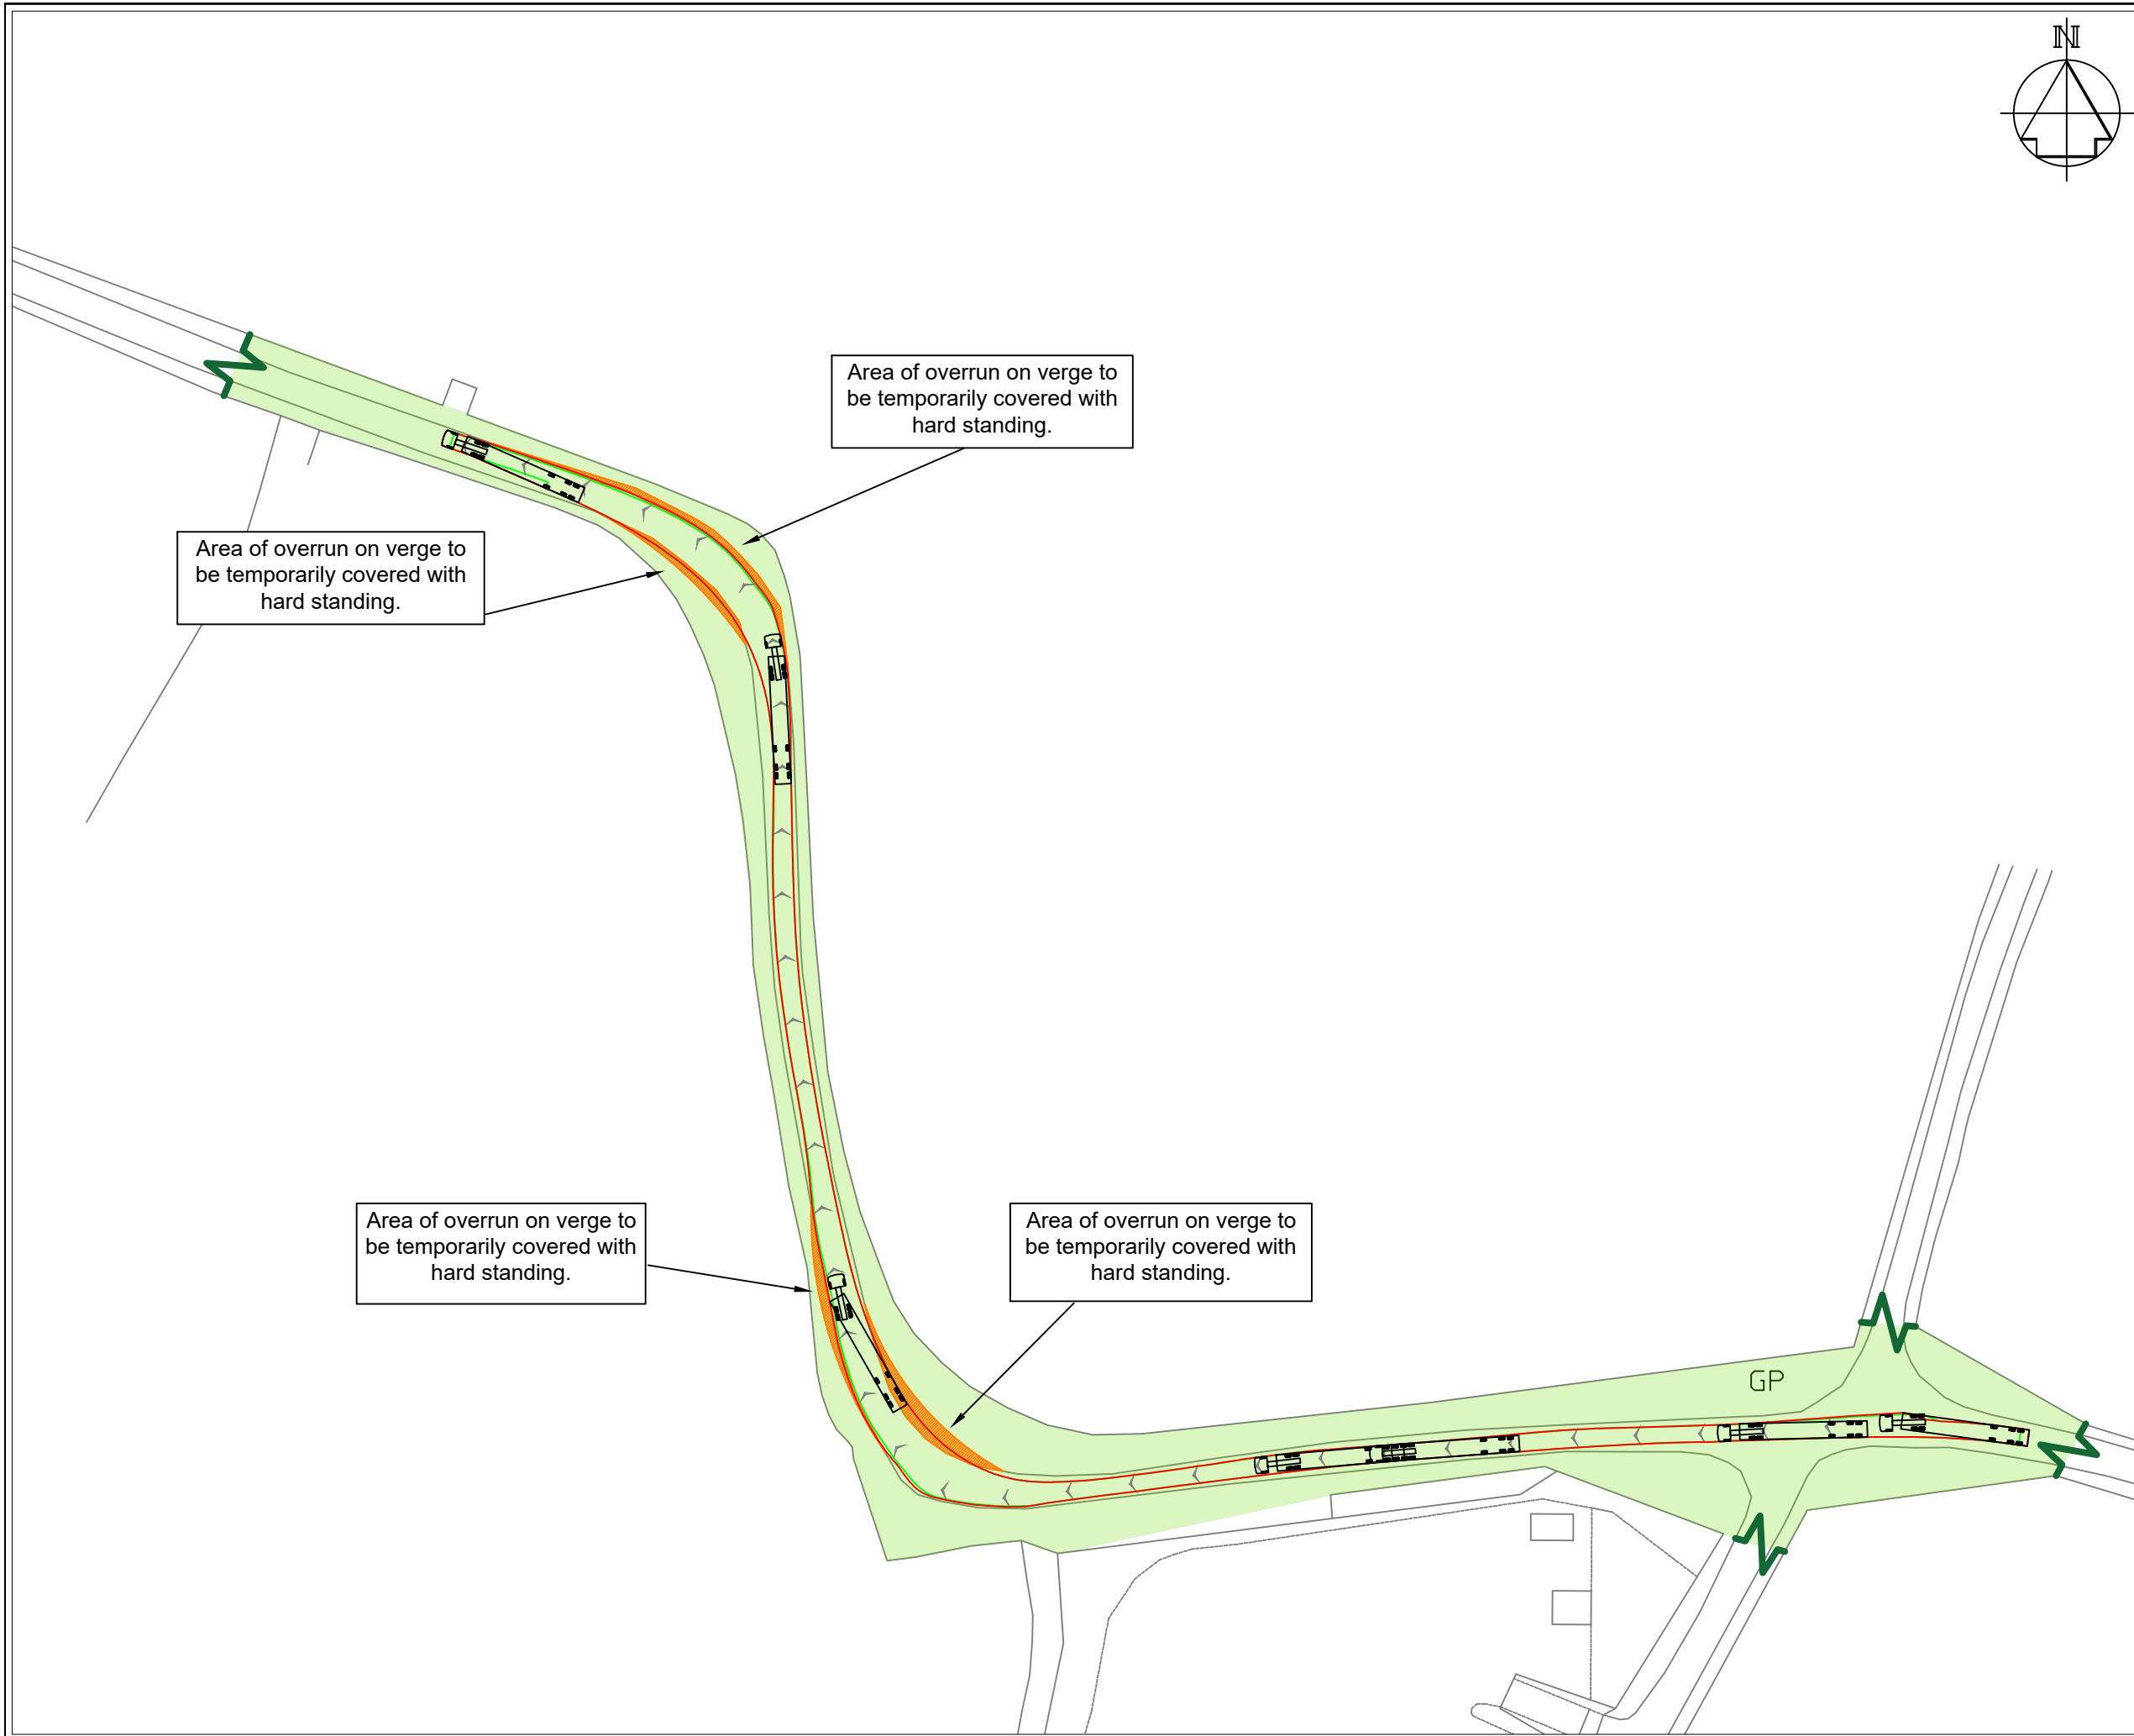 N
Area of overrun on verge to
be temporarily covered with
hard standing.
Area of overrun on verge to
be temporarily covered with
hard standing.
Area of overrun on verge to
be temporarily covered with
hard standing.
Area of overrun on verge to
be temporarily covered with
hard standing.
GP